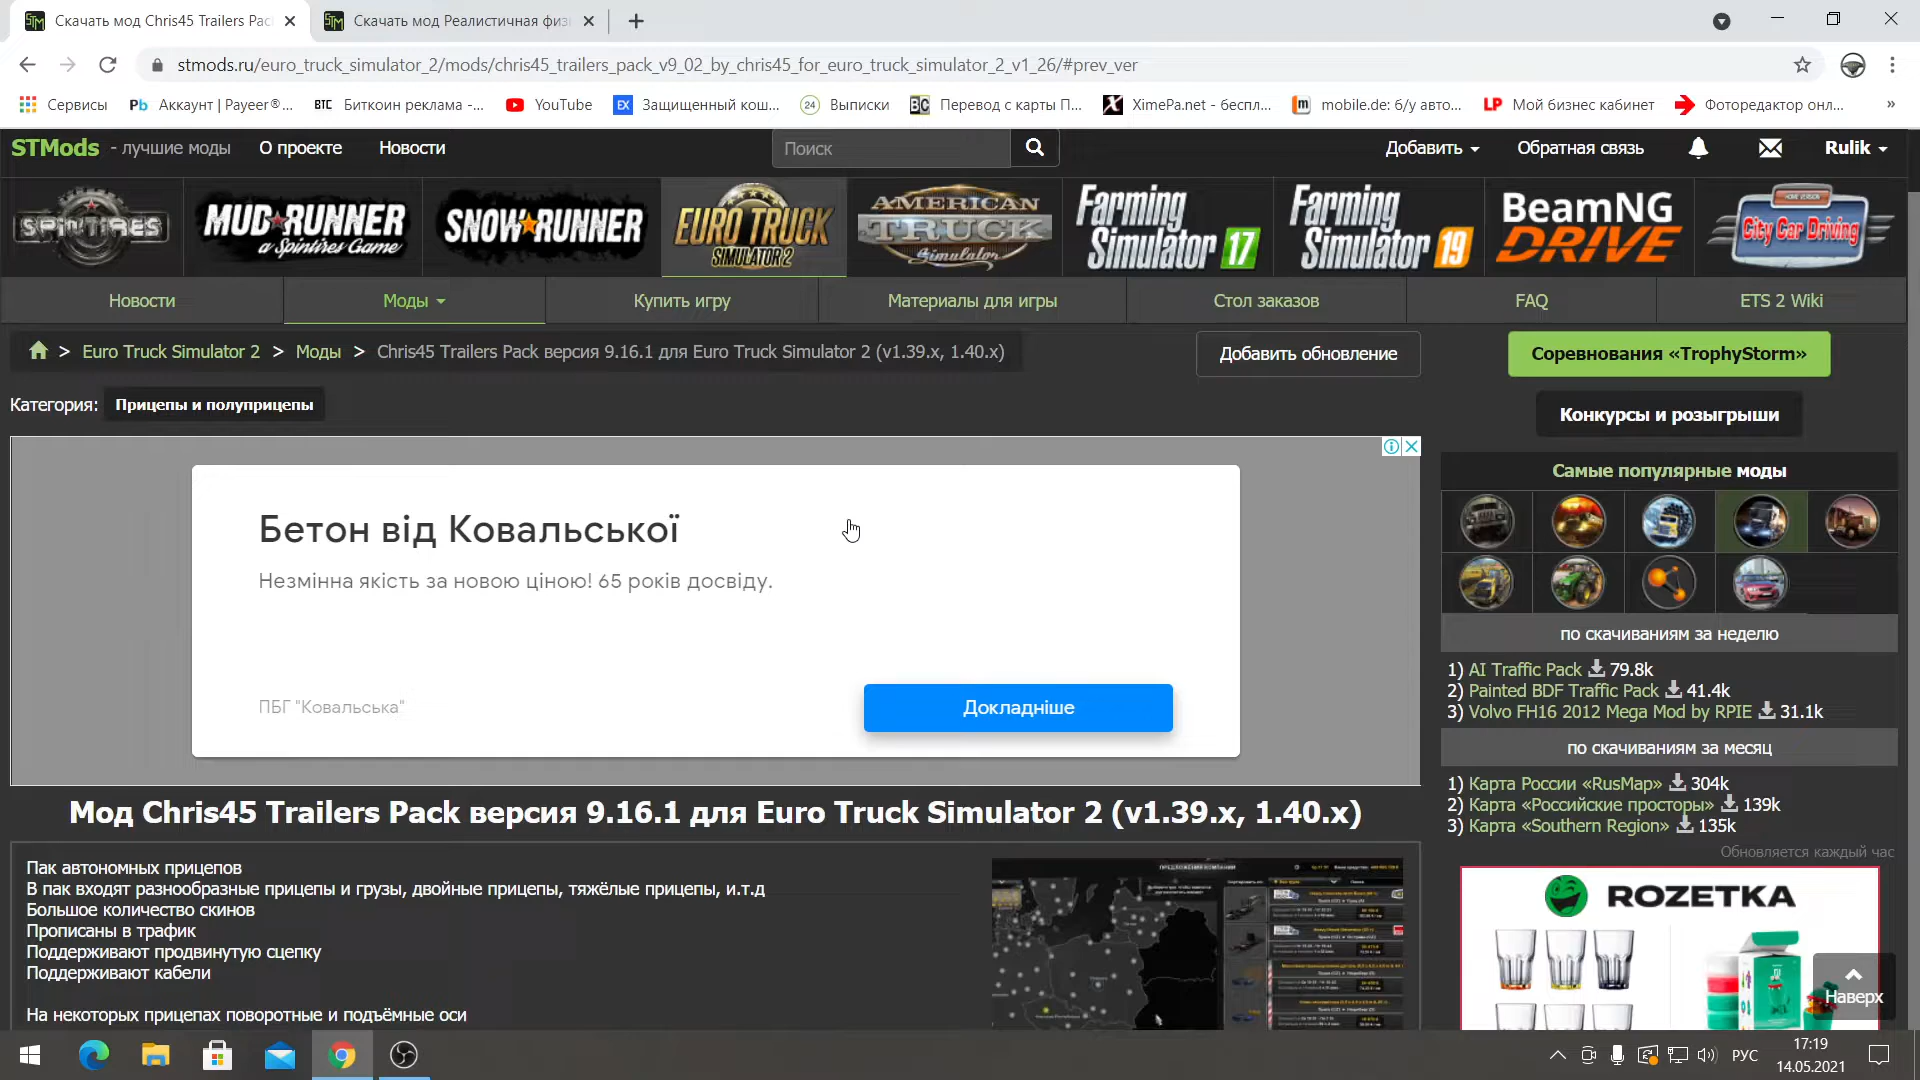 Скачать мод Chris45 Trailers Pac
Скачать мод Реалистичная физ
stmods.ru/euro_truck_simulator_2/mods/chris45_trailers_pack_v9_02_by_chris45_for_euro_truck_simulator_2_v1_26/#prev_ver
Сервисы
Аккаунт | Payeer®...
Биткоин реклама -...
YouTube
Защищенный кош...
Выписки
Перевод с карты П...
XimePa.net - беспл...
mobile.de: б/у авто...
Мой бизнес кабинет
Фоторедактор онл...
STMods - лучшие моды
О проекте
Новости
Поиск
Добавить
Обратная связь
Rulik
SPINTIRES
MUDRUNNER
a Spintires Game
SNOWRUNNER
EURO TRUCK
SIMULATOR 2
AMERICAN
TRUCK
Simulator
Farming
Simulator 17
Farming
Simulator 19
BeamNG
DRIVE
HOME VERSION
City Car Driving
Новости
Моды
Купить игру
Материалы для игры
Стол заказов
FAQ
ETS 2 Wiki
> Euro Truck Simulator 2 > Моды > Chris45 Trailers Pack версия 9.16.1 для Euro Truck Simulator 2 (v1.39.x, 1.40.x)
Добавить обновление
Соревнования «TrophyStorm»
Категория: Прицепы и полуприцепы
Конкурсы и розыгрыши
Бетон від Ковальської
Незмінна якість за новою ціною! 65 років досвіду.
ПБГ "Ковальська"
Докладніше
Самые популярные моды
по скачиваниям за неделю
1) AI Traffic Pack 79.8k
2) Painted BDF Traffic Pack 41.4k
3) Volvo FH16 2012 Mega Mod by RPIE 31.1k
по скачиваниям за месяц
1) Карта России «RusMap» 304k
2) Карта «Российские просторы» 139k
3) Карта «Southern Region» 135k
Обновляется каждый час
Мод Chris45 Trailers Pack версия 9.16.1 для Euro Truck Simulator 2 (v1.39.x, 1.40.x)
Пак автономных прицепов
В пак входят разнообразные прицепы и грузы, двойные прицепы, тяжёлые прицепы, и.т.д
Большое количество скинов
Прописаны в трафик
Поддерживают продвинутую сцепку
Поддерживают кабели
На некоторых прицепах поворотные и подъёмные оси
ПРЕДЛОЖЕНИЯ КОМПАНИИ
ROZETKA
Наверх
РУС
17:19
14.05.2021